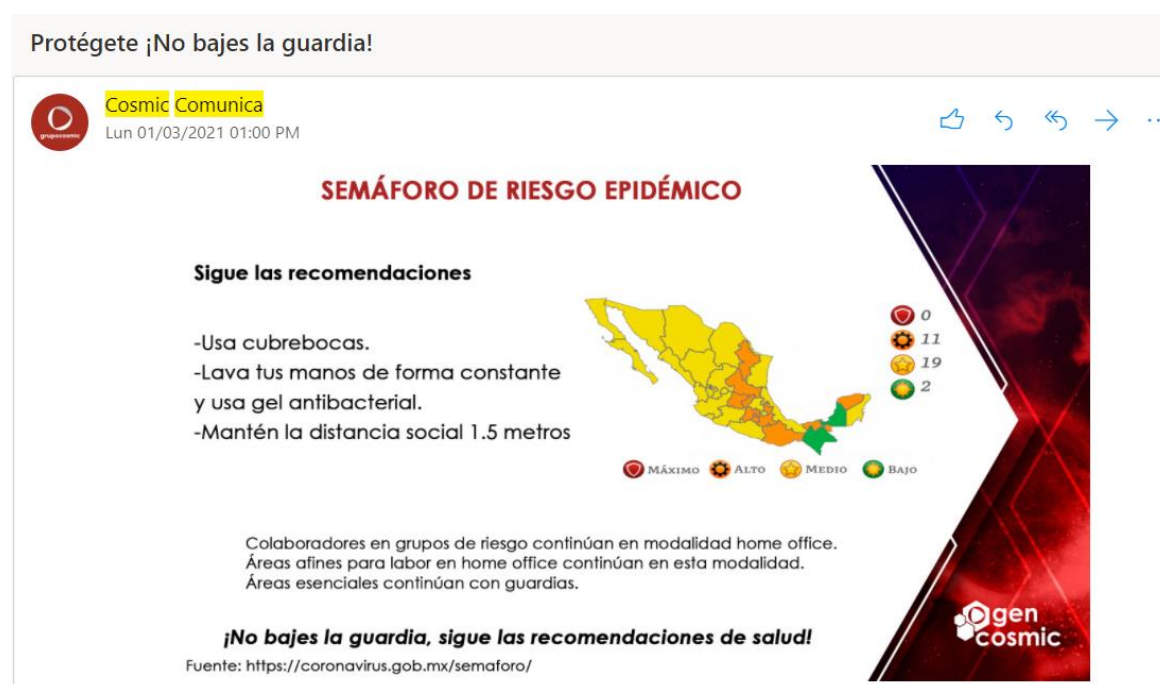 Protégete ¡No bajes la guardia!
Cosmic Comunica
Lun 01/03/2021 01:00 PM
grupocosmic
SEMÁFORO DE RIESGO EPIDÉMICO
Sigue las recomendaciones
-Usa cubrebocas.
-Lava tus manos de forma constante
y usa gel antibacterial.
-Mantén la distancia social 1.5 metros
0
11
19
2
MÁXIMO ALTO MEDIO BAJO
Colaboradores en grupos de riesgo continúan en modalidad home office.
Áreas afines para labor en home office continúan en esta modalidad.
Áreas esenciales continúan con guardias.
¡No bajes la guardia, sigue las recomendaciones de salud!
Fuente: https://coronavirus.gob.mx/semaforo/
gen
cosmic